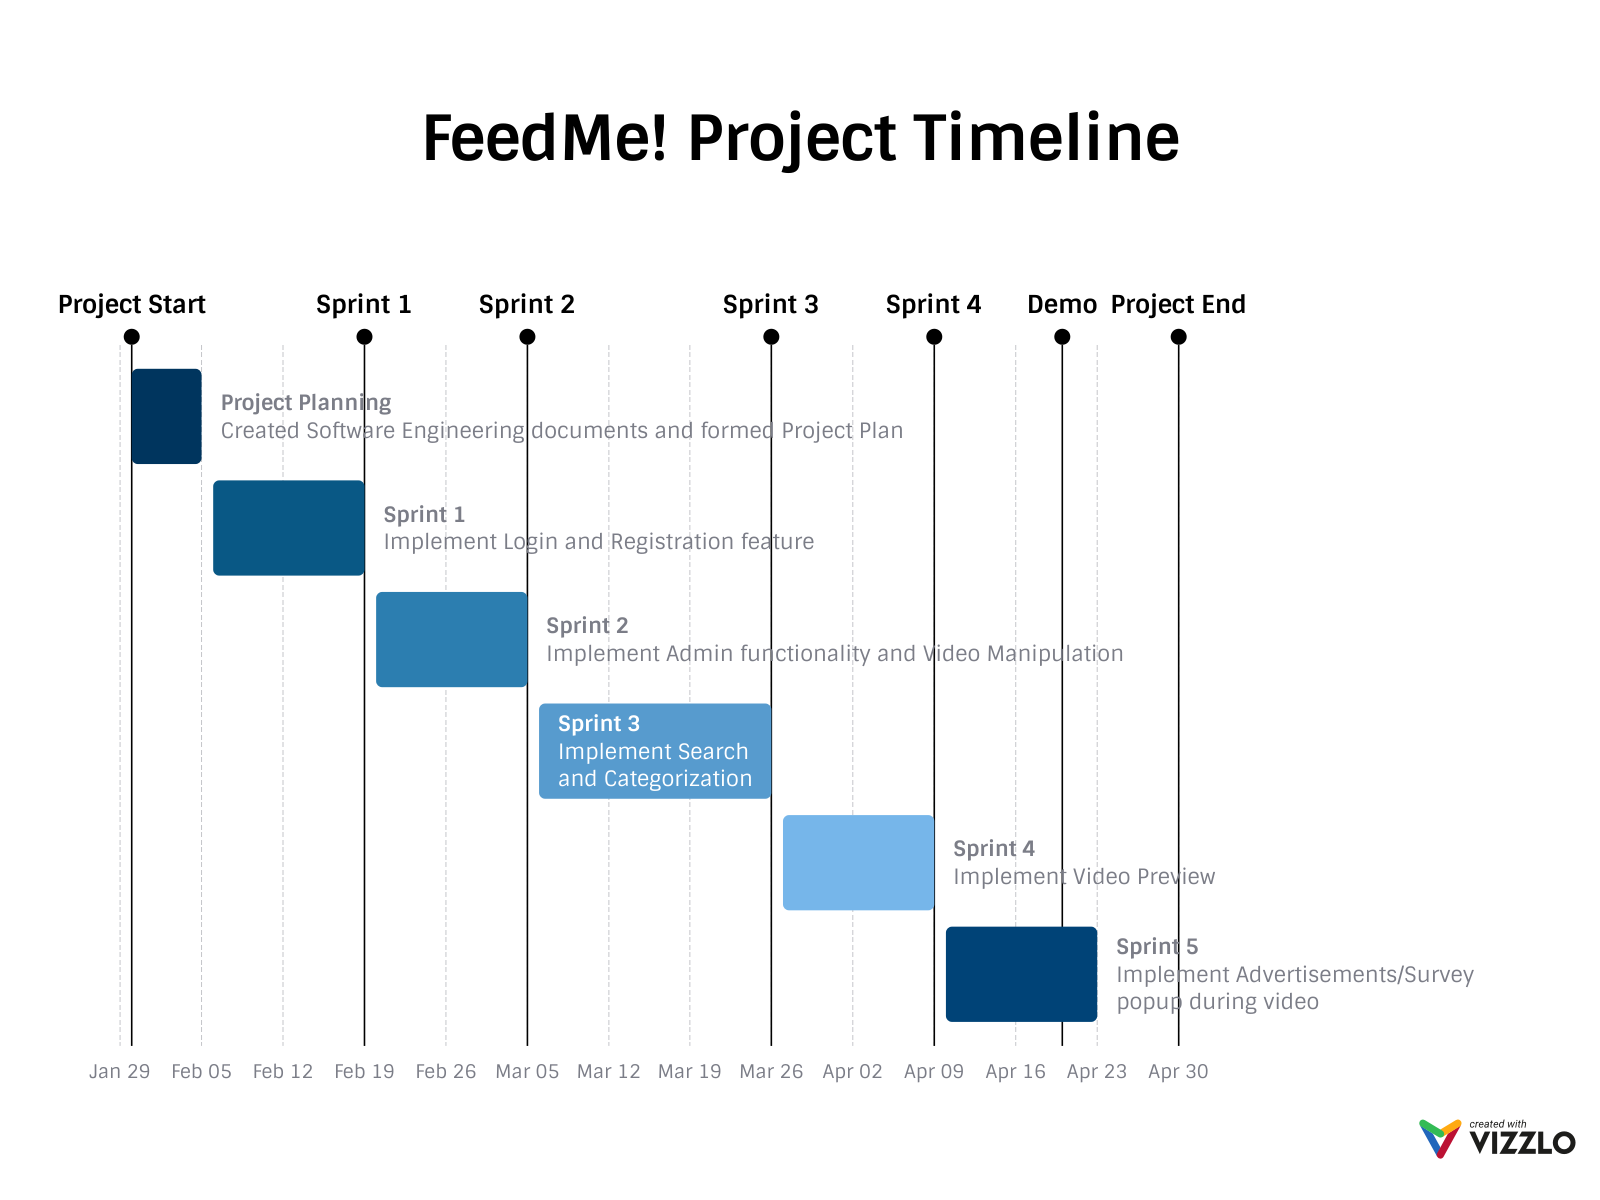 FeedMe! Project Timeline
Project Start
Sprint 1
Sprint 2
Sprint 3
Sprint 4
Demo
Project End
Project Planning
Created Software Engineering documents and formed Project Plan
Sprint 1
Implement Login and Registration feature
Sprint 2
Implement Admin functionality and Video Manipulation
Sprint 3
Implement Search
and Categorization
Sprint 4
Implement Video Preview
Sprint 5
Implement Advertisements/Survey
popup during video
Jan 29
Feb 05
Feb 12
Feb 19
Feb 26
Mar 05
Mar 12
Mar 19
Mar 26
Apr 02
Apr 09
Apr 16
Apr 23
Apr 30
created with
VIZZLO